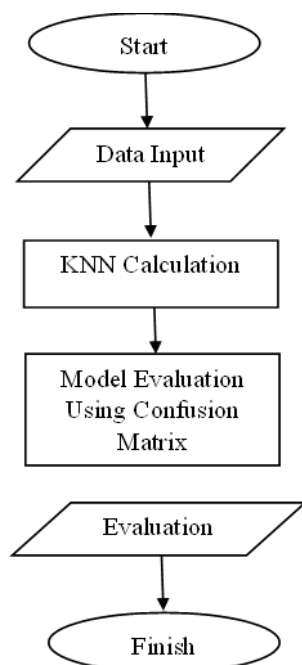 Start
Data Input
KNN Calculation
Model Evaluation
Using Confusion
Matrix
Evaluation
Finish